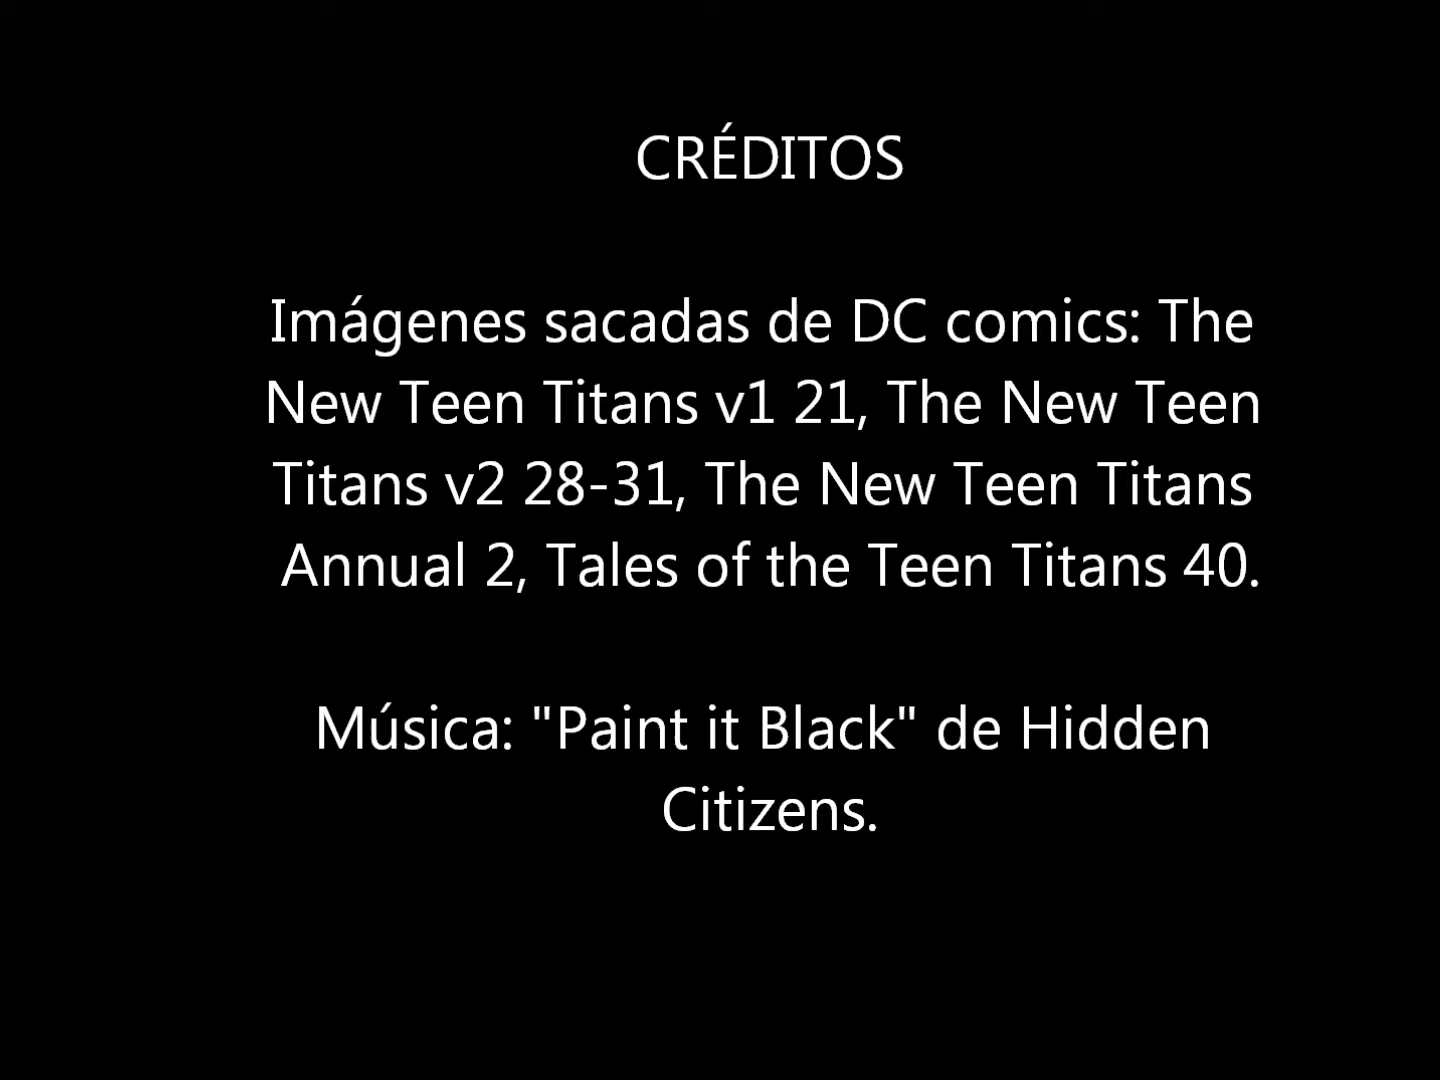 CRÉDITOS
Imágenes sacadas de DC comics: The
New Teen Titans v1 21, The New Teen
Titans v2 28-31, The New Teen Titans
Annual 2, Tales of the Teen Titans 40.
Música: "Paint it Black" de Hidden
Citizens.